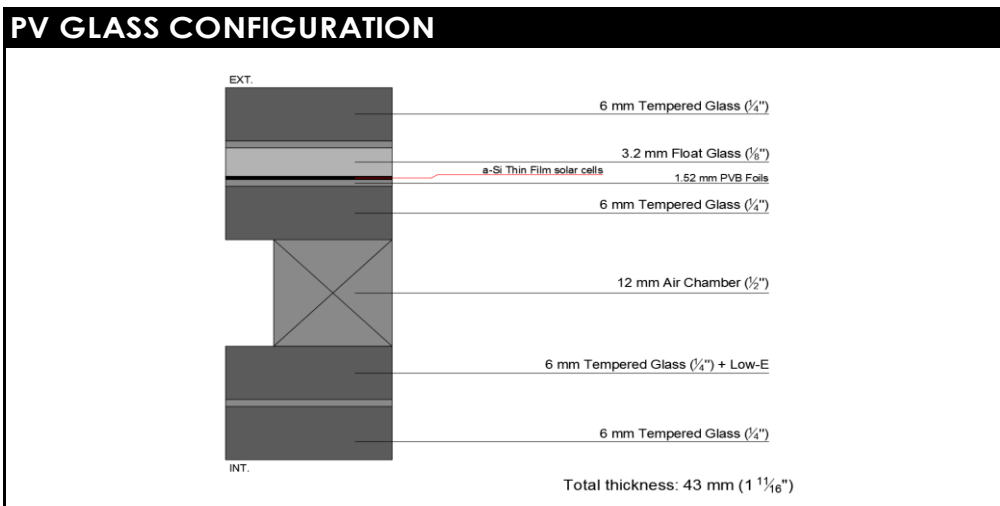 PV GLASS CONFIGURATION
EXT.
6 mm Tempered Glass (¼")
3.2 mm Float Glass (⅛")
a-Si Thin Film solar cells
1.52 mm PVB Foils
6 mm Tempered Glass (¼")
12 mm Air Chamber (½")
6 mm Tempered Glass (¼") + Low-E
6 mm Tempered Glass (¼")
INT.
Total thickness: 43 mm (1 ¹¹⁄₁₆")